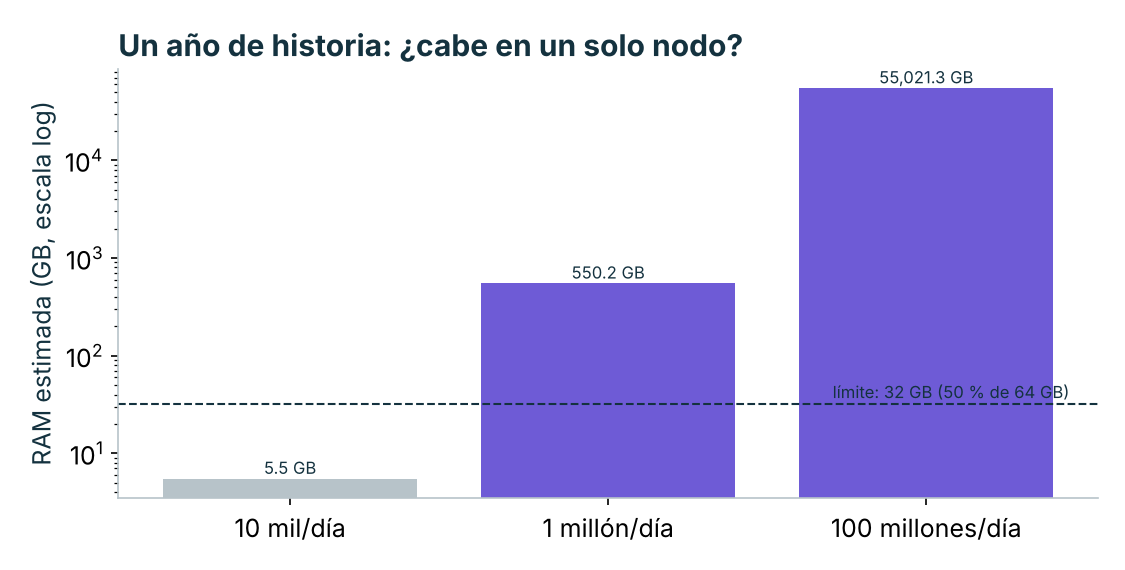 Un año de historia: ¿cabe en un solo nodo?
RAM estimada (GB, escala log)
10⁴
10³
10²
10¹
55,021.3 GB
550.2 GB
5.5 GB
límite: 32 GB (50 % de 64 GB)
10 mil/día
1 millón/día
100 millones/día